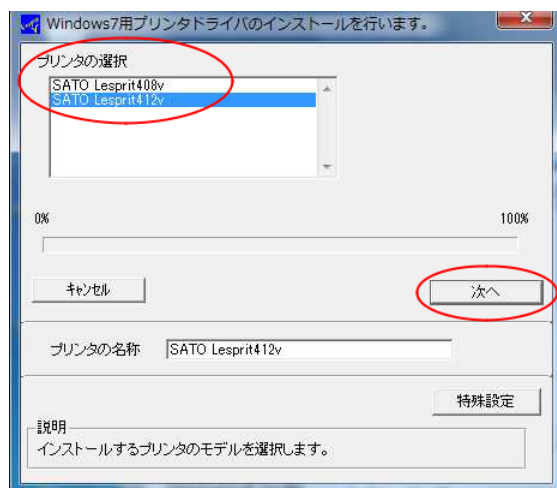 Windows7用プリンタドライバのインストールを行います。
プリンタの選択
SATO Lesprit408v
SATO Lesprit412v
0%
100%
キャンセル
次へ
プリンタの名称
SATO Lesprit412v
特殊設定
説明
インストールするプリンタのモデルを選択します。